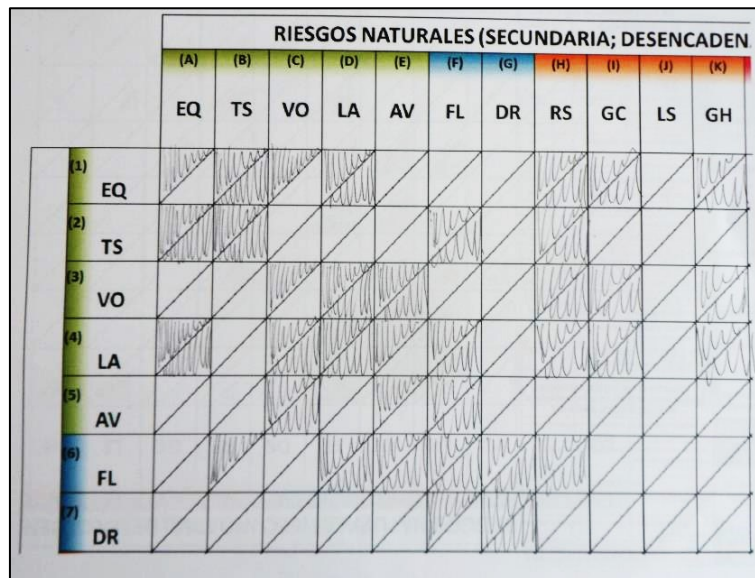 RIESGOS NATURALES (SECUNDARIA; DESENCADEN
(A) (B) (C) (D) (E) (F) (G) (H) (I) (J) (K)
EQ TS VO LA AV FL DR RS GC LS GH
(1) EQ
(2) TS
(3) VO
(4) LA
(5) AV
(6) FL
(7) DR